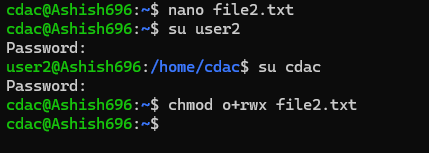 cdac@Ashish696:~$ nano file2.txt
cdac@Ashish696:~$ su user2
Password:
user2@Ashish696:/home/cdac$ su cdac
Password:
cdac@Ashish696:~$ chmod o+rwx file2.txt
cdac@Ashish696:~$